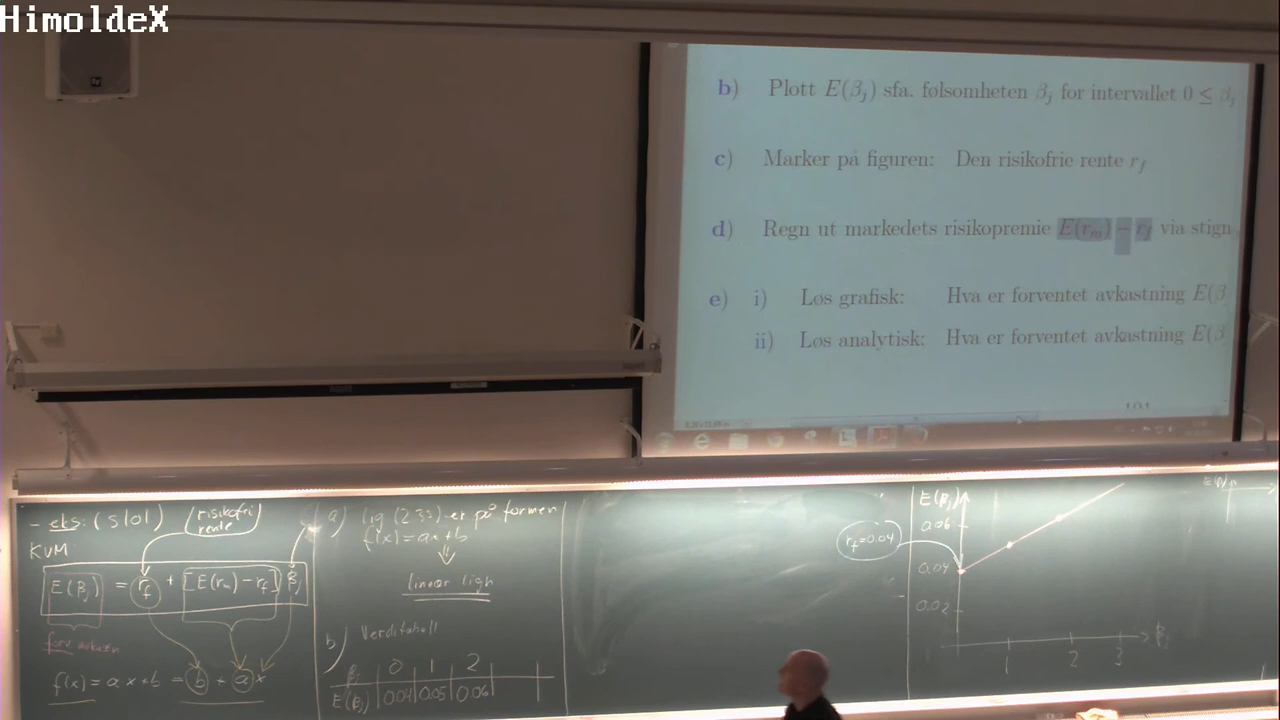 HimoldeX
b) Plott E(βj) sfa. følsomheten βj for intervallet 0 ≤ βj
c) Marker på figuren: Den risikofrie rente rf
d) Regn ut markedets risikopremie E(rm) − rf via stign
e) i) Løs grafisk: Hva er forventet avkastning E(β
ii) Løs analytisk: Hva er forventet avkastning E(β
101
- eks: (s 101)
risikofri
rente
KVM
E(βj) = rf + [E(rm) − rf] βj
forv. avkastn
f(x) = ax + b = b + ax
a) lig (2.33) er på formen
f(x) = ax + b
⇓
lineær ligh
b) Verditabell
βj 0 1 2
E(βj) 0.04 0.05 0.06
rf = 0.04
E(βj)
0.06
0.04
0.02
1 2 3 βj
E(βj)